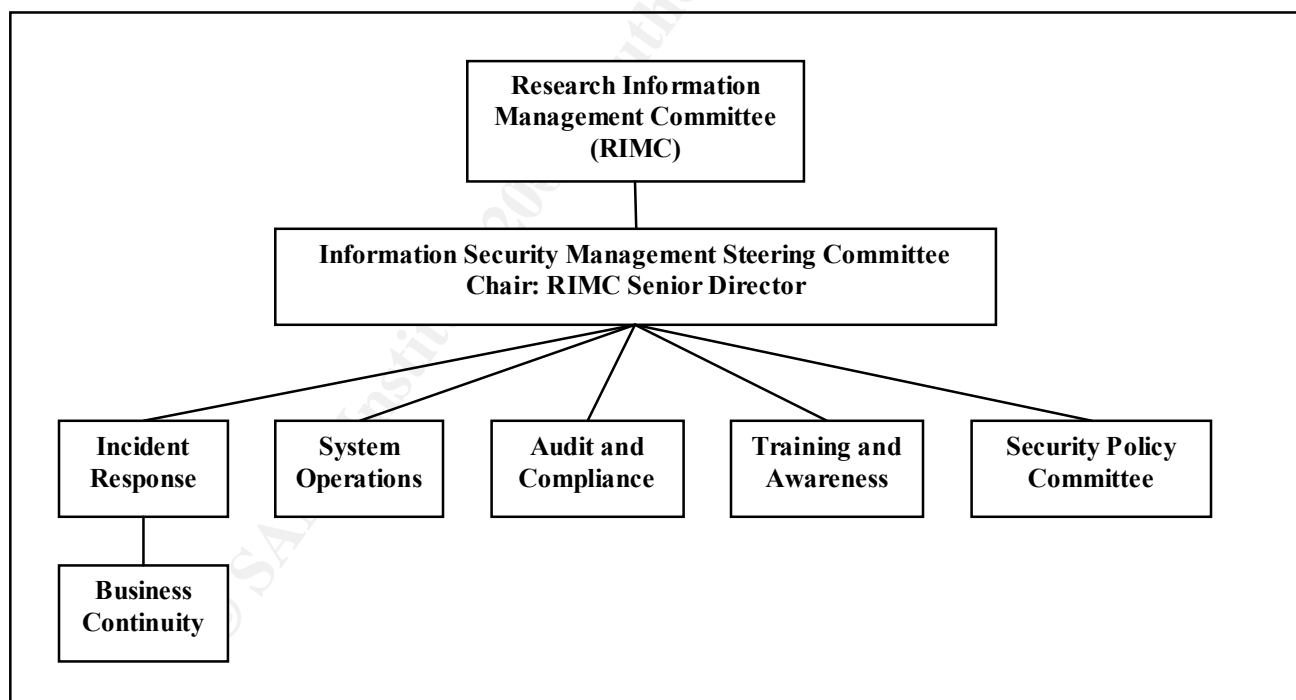 Research Information
Management Committee
(RIMC)
Information Security Management Steering Committee
Chair: RIMC Senior Director
Incident
Response
System
Operations
Audit and
Compliance
Training and
Awareness
Security Policy
Committee
Business
Continuity